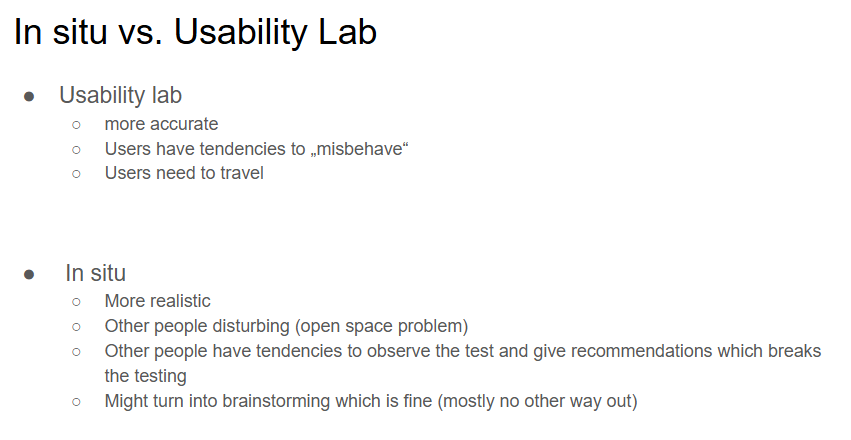 In situ vs. Usability Lab
● Usability lab
○ more accurate
○ Users have tendencies to „misbehave“
○ Users need to travel
● In situ
○ More realistic
○ Other people disturbing (open space problem)
○ Other people have tendencies to observe the test and give recommendations which breaks
the testing
○ Might turn into brainstorming which is fine (mostly no other way out)